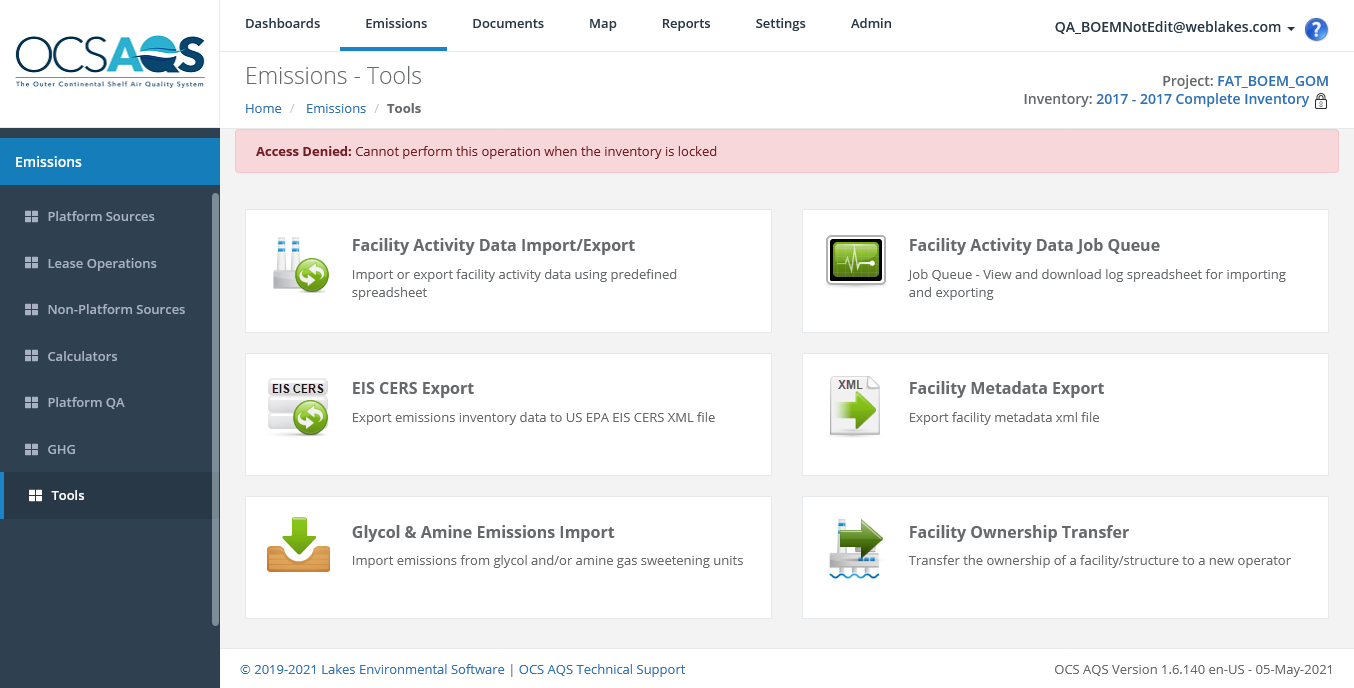 OCSAQS
The Outer Continental Shelf Air Quality System
Dashboards Emissions Documents Map Reports Settings Admin
QA_BOEMNotEdit@weblakes.com ?
Emissions - Tools
Home / Emissions / Tools
Project: FAT_BOEM_GOM
Inventory: 2017 - 2017 Complete Inventory
Access Denied: Cannot perform this operation when the inventory is locked
Emissions
Platform Sources
Lease Operations
Non-Platform Sources
Calculators
Platform QA
GHG
Tools
Facility Activity Data Import/Export
Import or export facility activity data using predefined
spreadsheet
Facility Activity Data Job Queue
Job Queue - View and download log spreadsheet for importing
and exporting
EIS CERS
EIS CERS Export
Export emissions inventory data to US EPA EIS CERS XML file
XML
Facility Metadata Export
Export facility metadata xml file
Glycol & Amine Emissions Import
Import emissions from glycol and/or amine gas sweetening units
Facility Ownership Transfer
Transfer the ownership of a facility/structure to a new operator
© 2019-2021 Lakes Environmental Software | OCS AQS Technical Support
OCS AQS Version 1.6.140 en-US - 05-May-2021